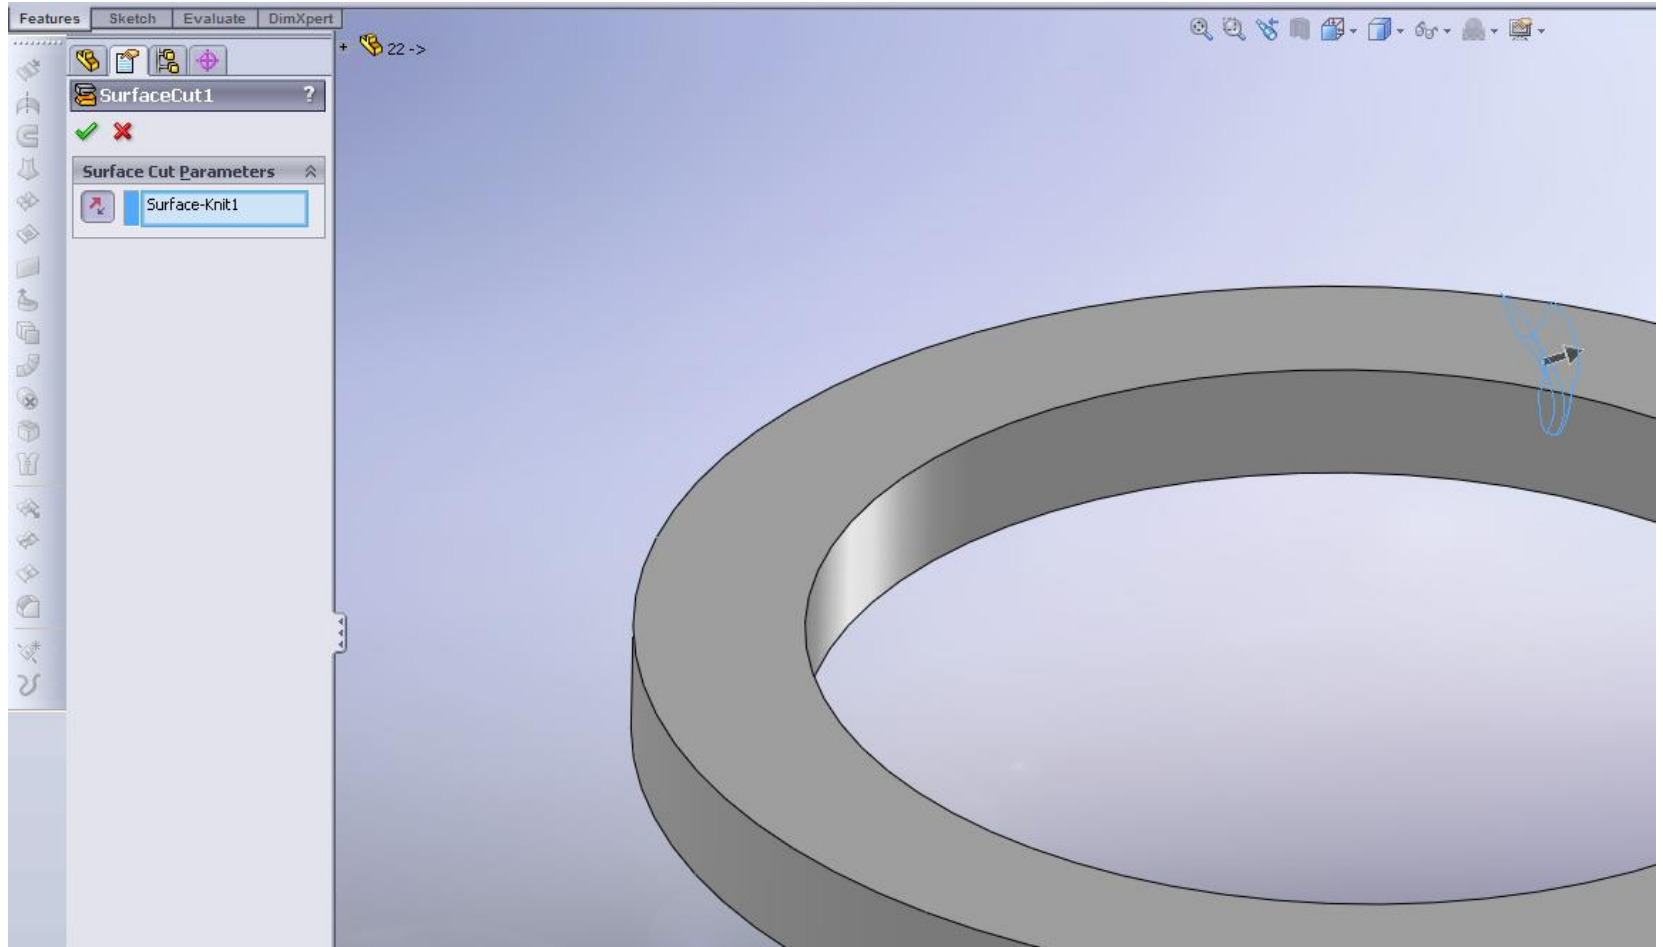 Features Sketch Evaluate DimXpert
+ 22 ->
SurfaceCut1 ?
Surface Cut Parameters
Surface-Knit1